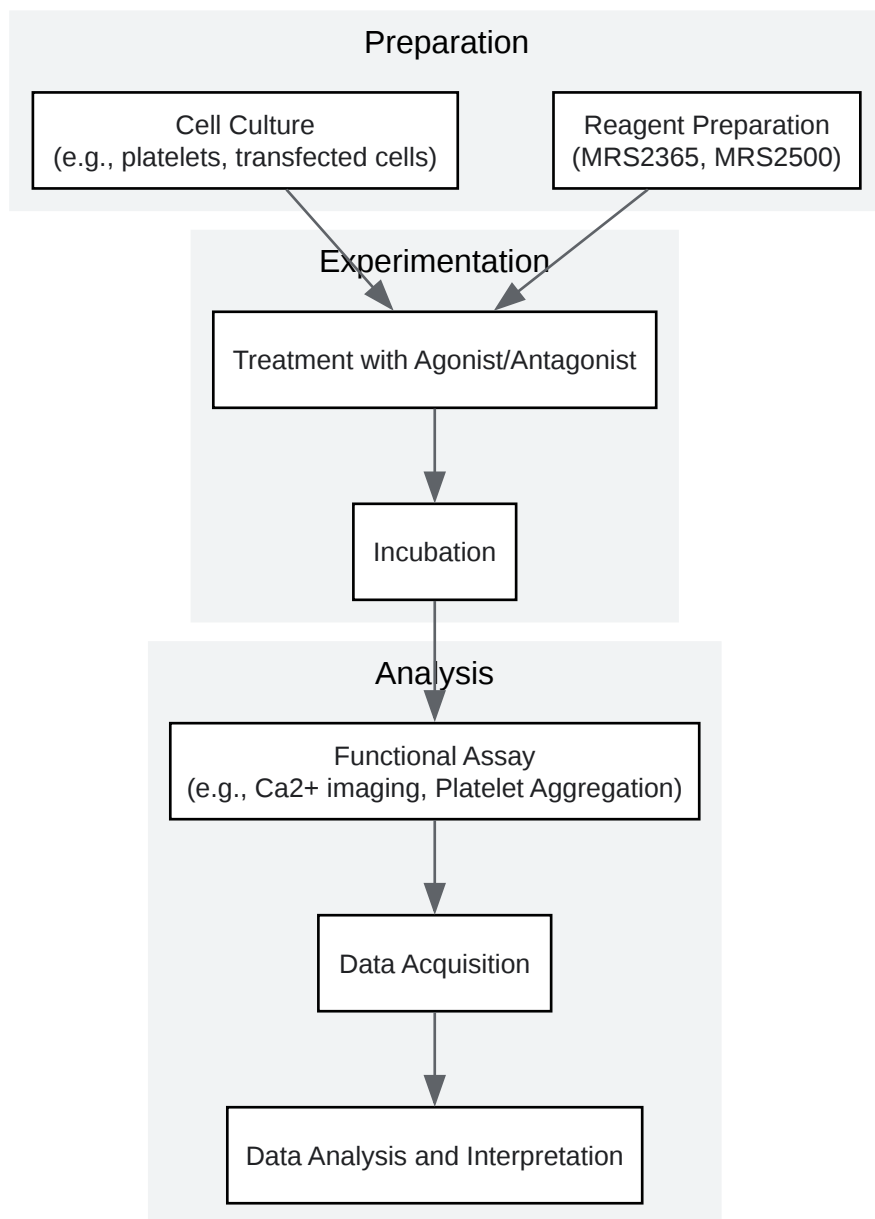 Preparation
Cell Culture
(e.g., platelets, transfected cells)
Reagent Preparation
(MRS2365, MRS2500)
Experimentation
Treatment with Agonist/Antagonist
Incubation
Analysis
Functional Assay
(e.g., Ca2+ imaging, Platelet Aggregation)
Data Acquisition
Data Analysis and Interpretation